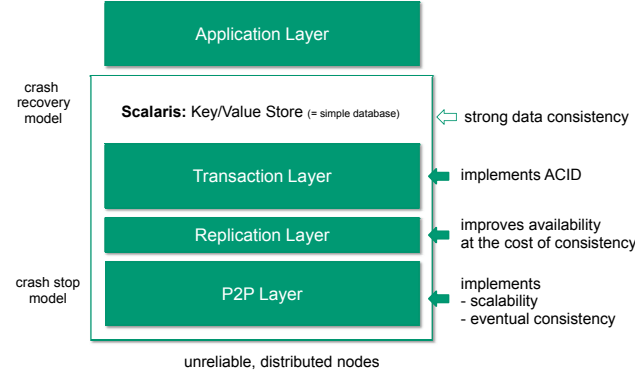 Application Layer
crash
recovery
model
Scalaris: Key/Value Store (= simple database)
strong data consistency
Transaction Layer
implements ACID
Replication Layer
improves availability
at the cost of consistency
crash stop
model
P2P Layer
implements
- scalability
- eventual consistency
unreliable, distributed nodes